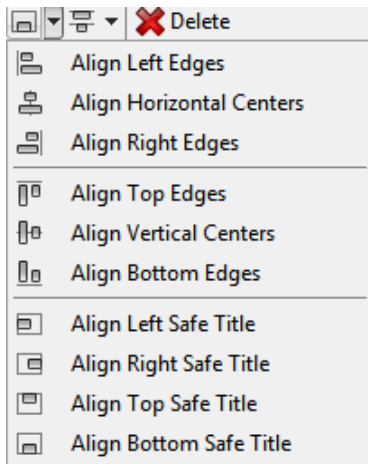 Delete
Align Left Edges
Align Horizontal Centers
Align Right Edges
Align Top Edges
Align Vertical Centers
Align Bottom Edges
Align Left Safe Title
Align Right Safe Title
Align Top Safe Title
Align Bottom Safe Title